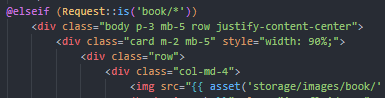 @elseif (Request::is('book/*'))
<div class="body p-3 mb-5 row justify-content-center">
<div class="card m-2 mb-5" style="width: 90%;">
<div class="row">
<div class="col-md-4">
<img src="{{ asset('storage/images/book/'